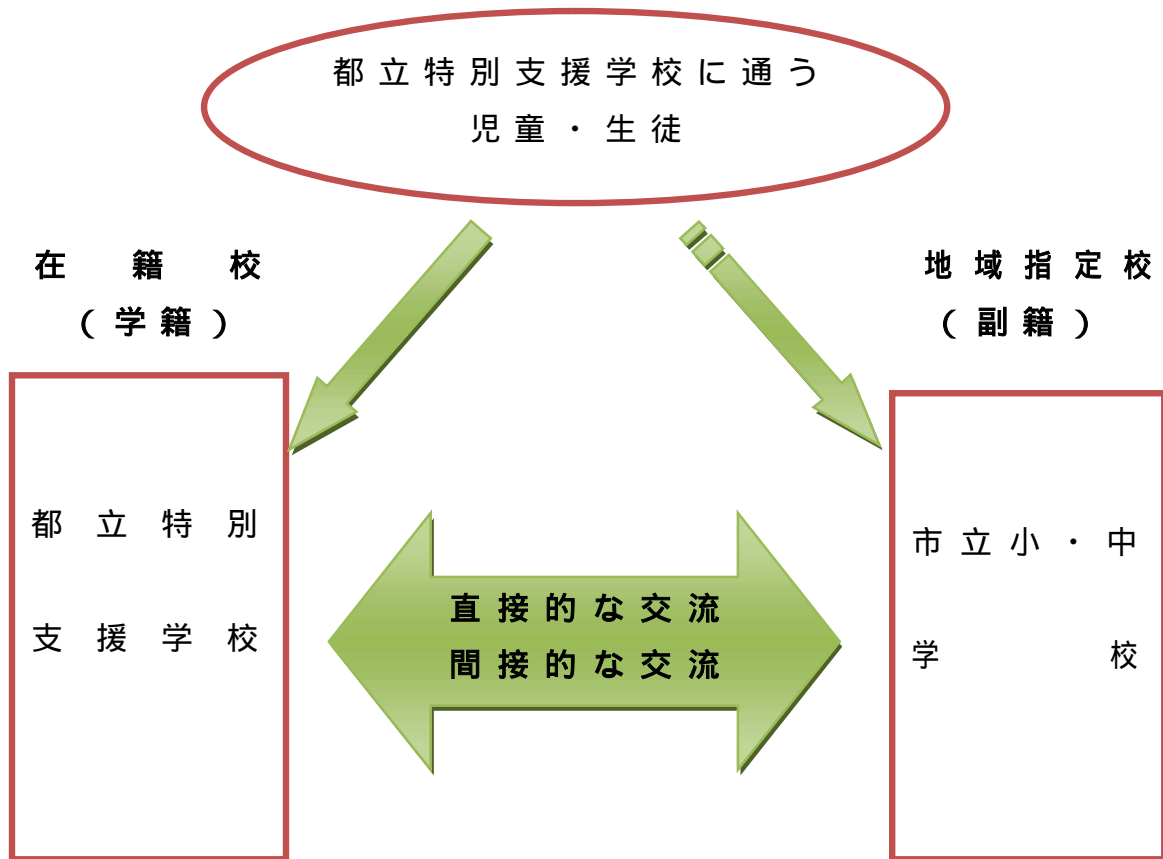 都立特別支援学校に通う
児童・生徒
在籍校
(学籍)
地域指定校
(副籍)
都立特別
支援学校
直接的な交流
間接的な交流
市立小・中
学校